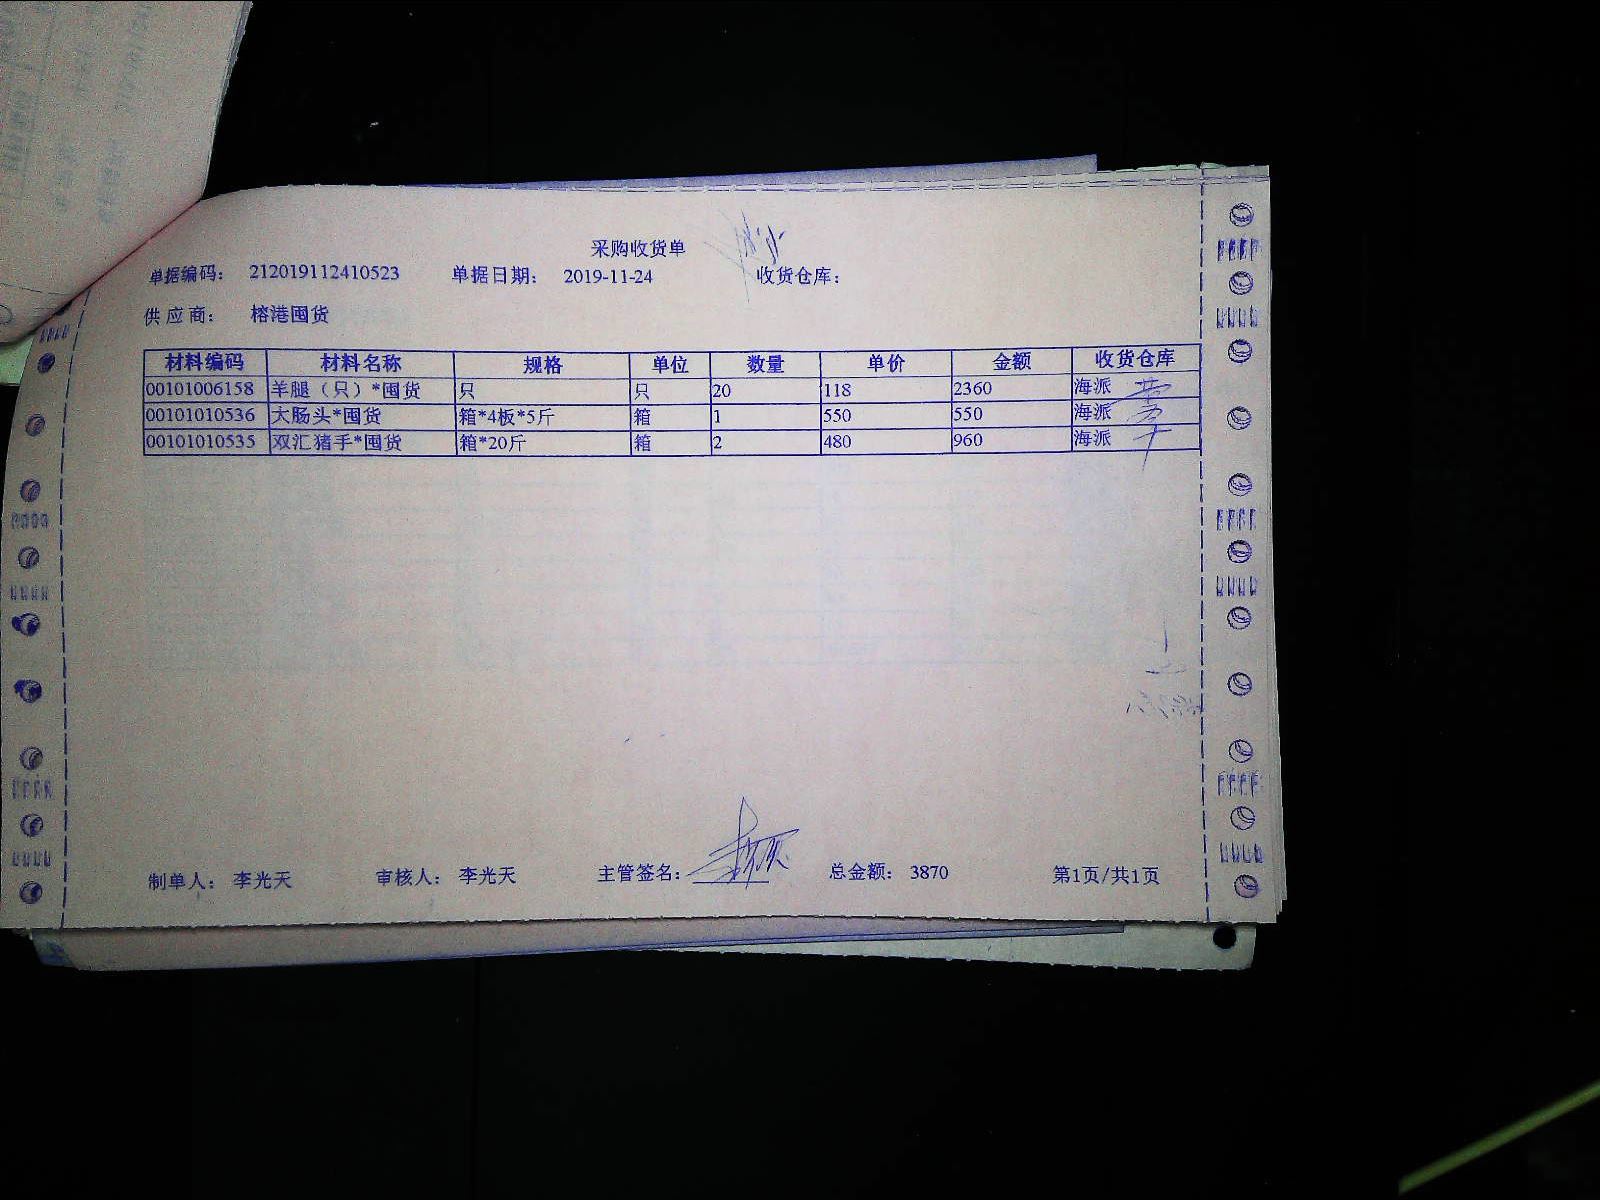 采购收货单
单据编码： 212019112410523 单据日期： 2019-11-24 收货仓库：
供 应 商： 榕港囤货
材料编码 材料名称 规格 单位 数量 单价 金额 收货仓库
00101006158 羊腿（只）*囤货 只 只 20 118 2360 海派
00101010536 大肠头*囤货 箱*4板*5斤 箱 1 550 550 海派
00101010535 双汇猪手*囤货 箱*20斤 箱 2 480 960 海派
制单人： 李光天 审核人： 李光天 主管签名： 总金额： 3870 第1页/共1页